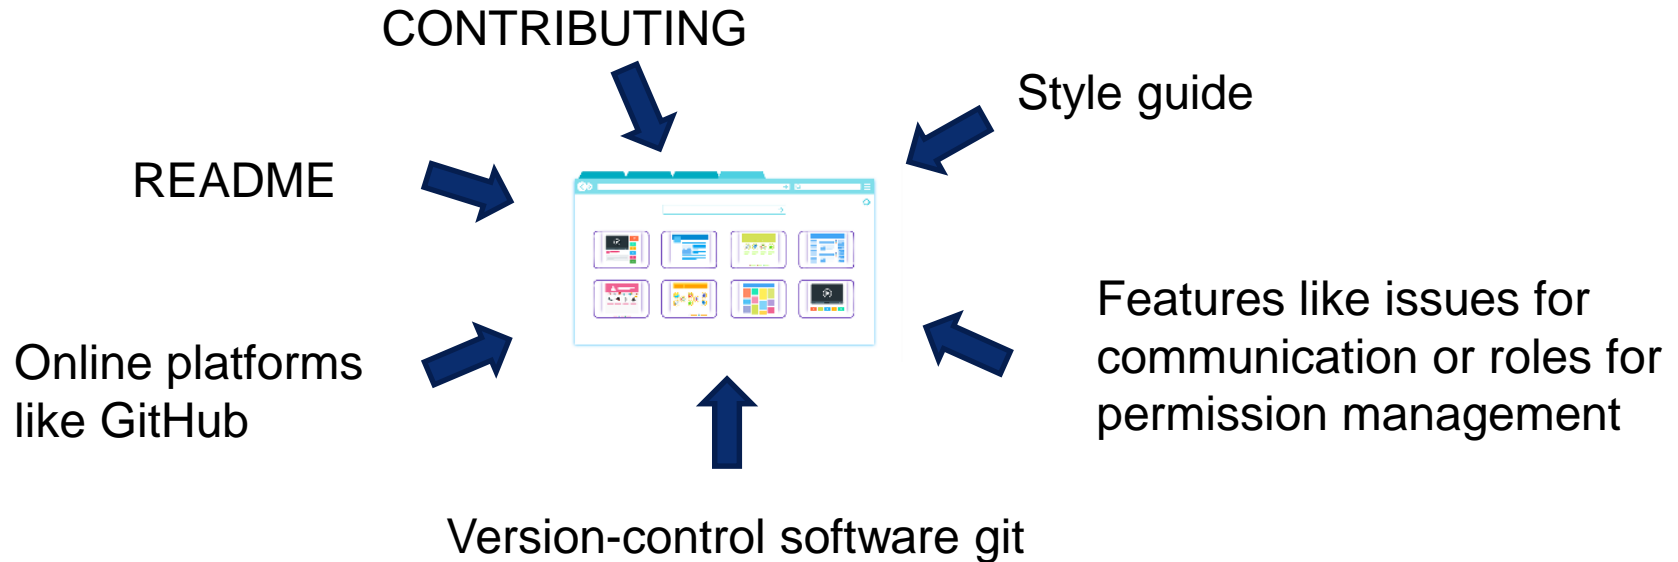 CONTRIBUTING
Style guide
README
Features like issues for
communication or roles for
permission management
Online platforms
like GitHub
Version-control software git